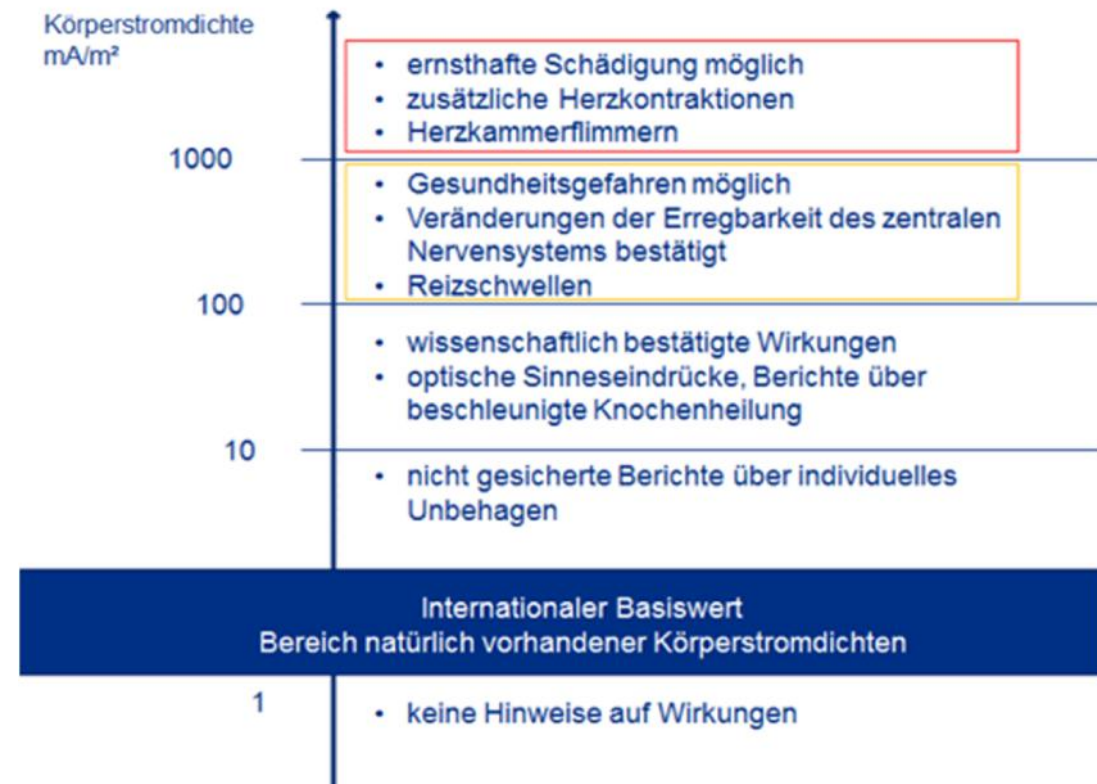 Körperstromdichte
mA/m²
• ernsthafte Schädigung möglich
• zusätzliche Herzkontraktionen
• Herzkammerflimmern
1000
• Gesundheitsgefahren möglich
• Veränderungen der Erregbarkeit des zentralen
Nervensystems bestätigt
• Reizschwellen
100
• wissenschaftlich bestätigte Wirkungen
• optische Sinneseindrücke, Berichte über
beschleunigte Knochenheilung
10
• nicht gesicherte Berichte über individuelles
Unbehagen
Internationaler Basiswert
Bereich natürlich vorhandener Körperstromdichten
1
• keine Hinweise auf Wirkungen